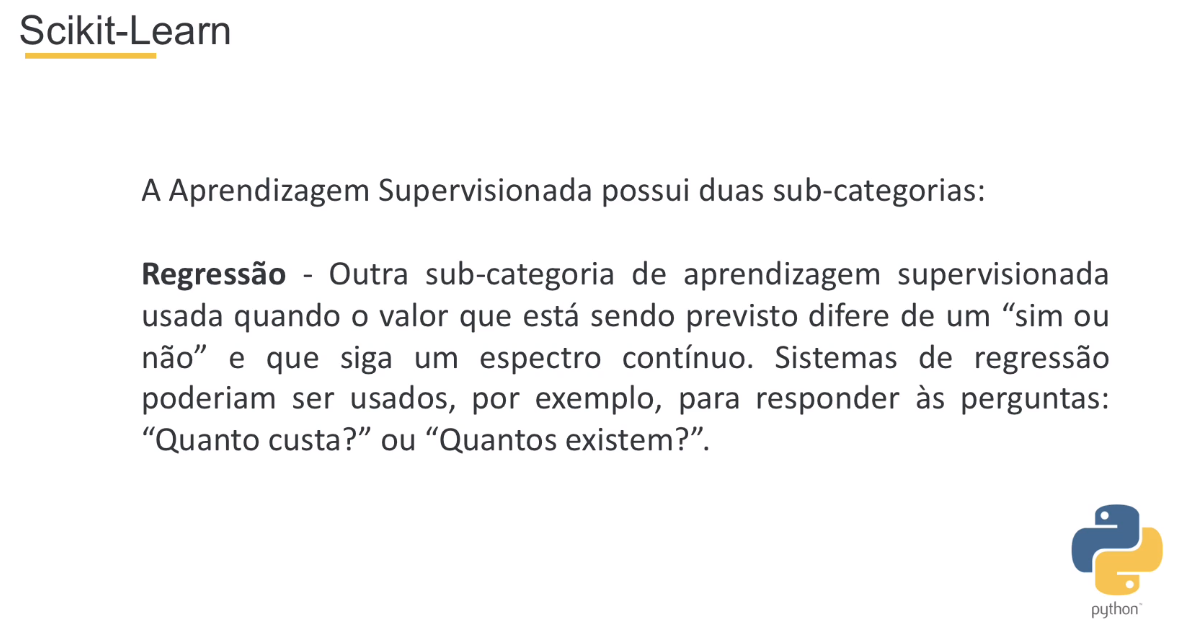 Scikit-Learn
A Aprendizagem Supervisionada possui duas sub-categorias:
Regressão - Outra sub-categoria de aprendizagem supervisionada
usada quando o valor que está sendo previsto difere de um “sim ou
não” e que siga um espectro contínuo. Sistemas de regressão
poderiam ser usados, por exemplo, para responder às perguntas:
“Quanto custa?” ou “Quantos existem?”.
python